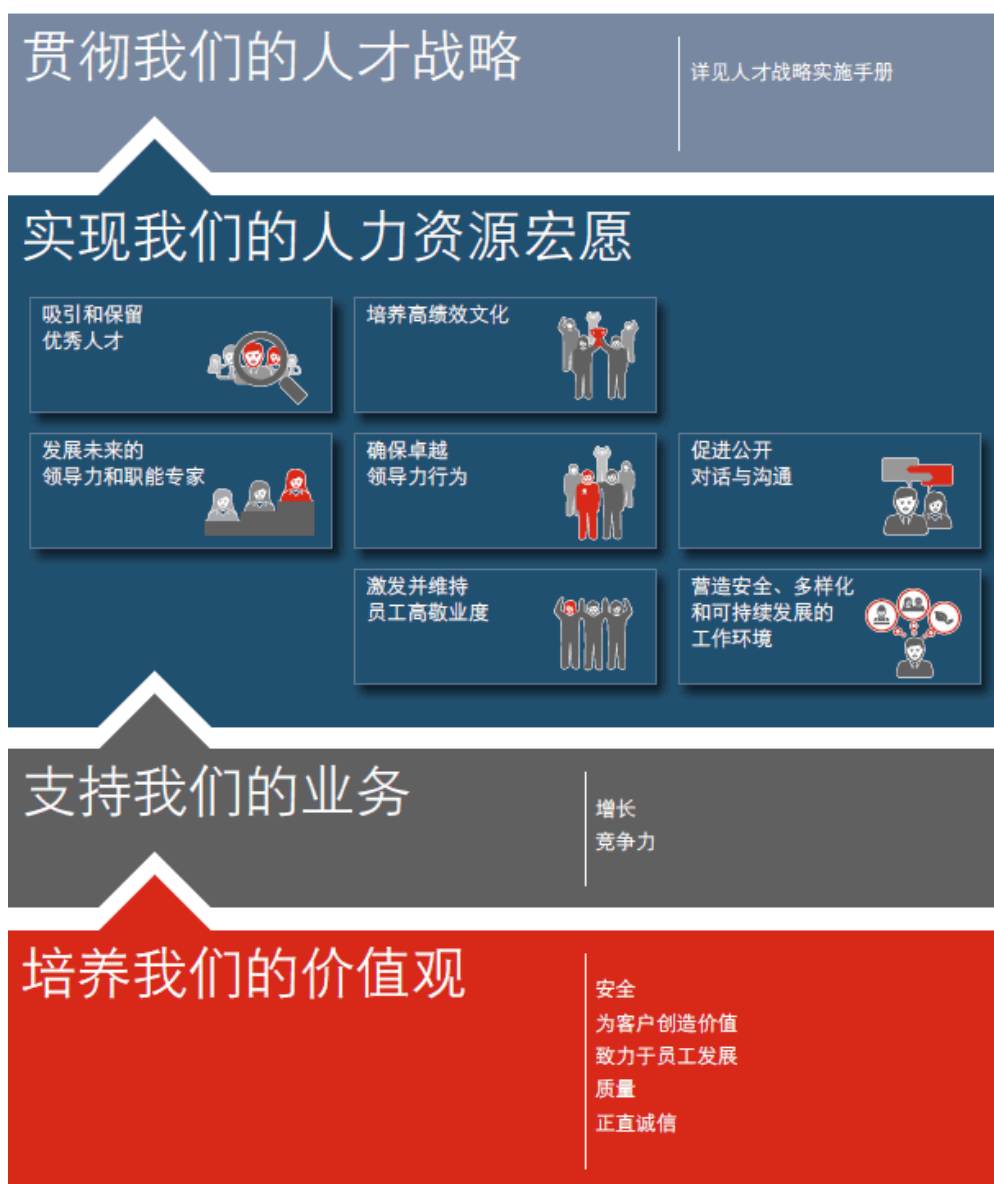 贯彻我们的人才战略
详见人才战略实施手册
实现我们的人力资源宏愿
吸引和保留
优秀人才
培养高绩效文化
发展未来的
领导力和职能专家
确保卓越
领导力行为
促进公开
对话与沟通
激发并维持
员工高敬业度
营造安全、多样化
和可持续发展的
工作环境
支持我们的业务
增长
竞争力
培养我们的价值观
安全
为客户创造价值
致力于员工发展
质量
正直诚信